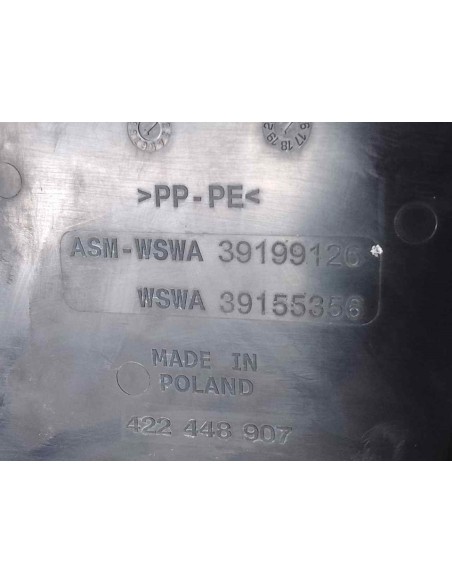 >PP-PE<
ASM-WSWA 39199126
WSWA 39155356
MADE IN
POLAND
422 448 907